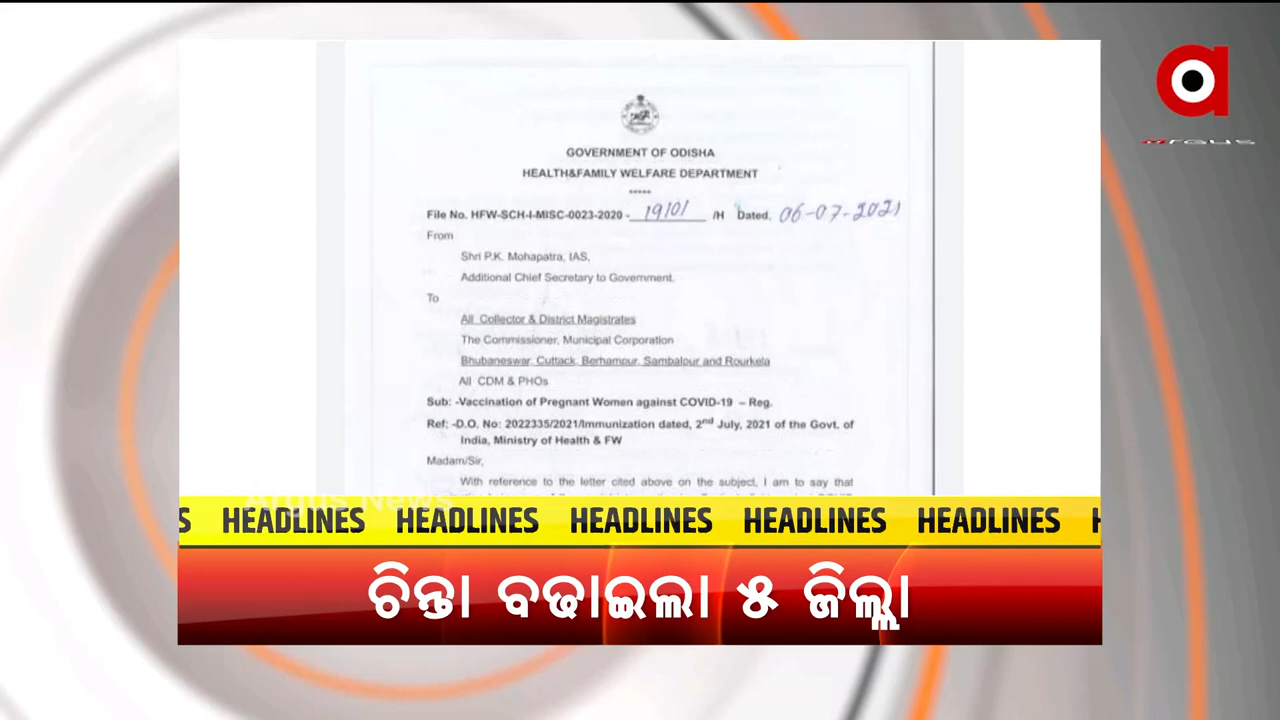 argus
GOVERNMENT OF ODISHA
HEALTH&FAMILY WELFARE DEPARTMENT
*****
File No. HFW-SCH-I-MISC-0023-2020 - 19101 /H Dated, 06-07-2021
From
Shri P.K. Mohapatra, IAS,
Additional Chief Secretary to Government.
To
All Collector & District Magistrates
The Commissioner, Municipal Corporation
Bhubaneswar, Cuttack, Berhampur, Sambalpur and Rourkela
All CDM & PHOs
Sub: -Vaccination of Pregnant Women against COVID-19 – Reg.
Ref: -D.O. No: 2022335/2021/Immunization dated, 2nd July, 2021 of the Govt. of
India, Ministry of Health & FW
Madam/Sir,
With reference to the letter cited above on the subject, I am to say that
Argus News
S HEADLINES HEADLINES HEADLINES HEADLINES HEADLINES H
ଚିନ୍ତା ବଢାଇଲା ୫ ଜିଲ୍ଲା